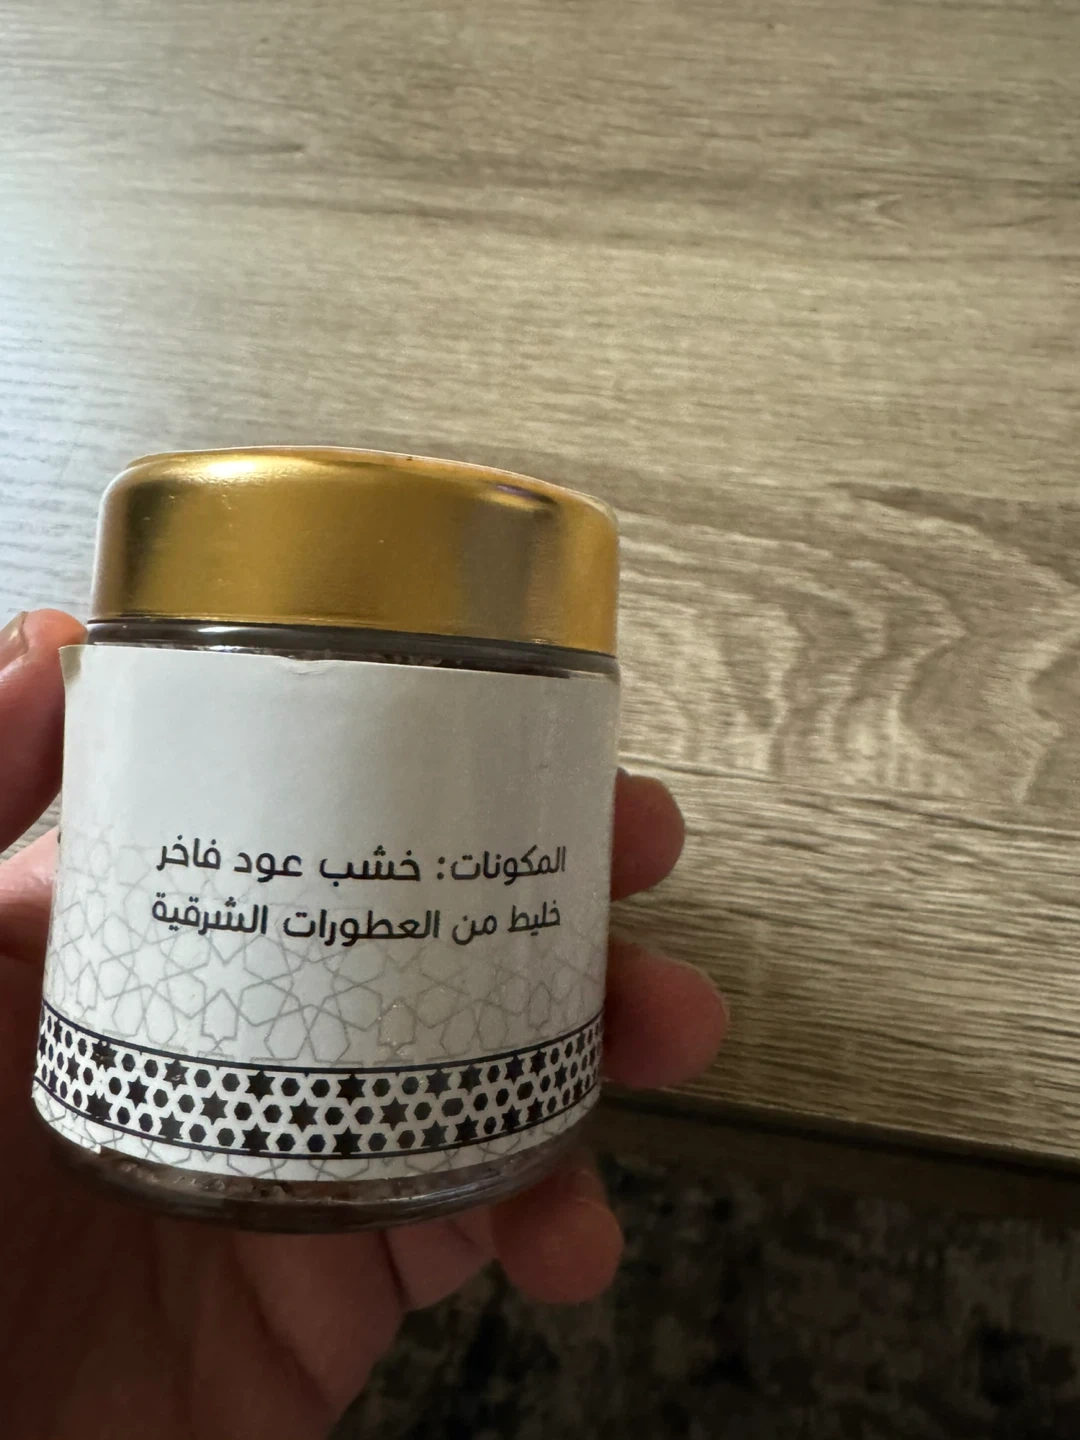 المكونات: خشب عود فاخر
خليط من العطورات الشرقية